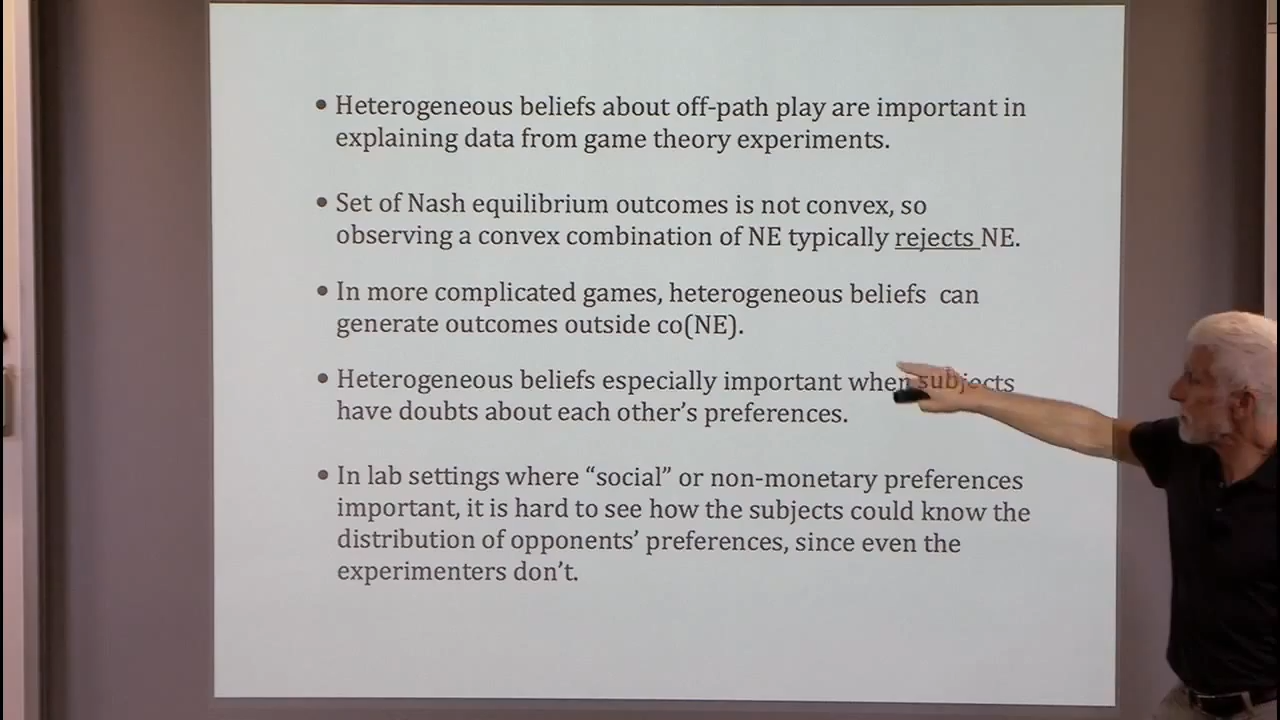 • Heterogeneous beliefs about off-path play are important in
explaining data from game theory experiments.
• Set of Nash equilibrium outcomes is not convex, so
observing a convex combination of NE typically rejects NE.
• In more complicated games, heterogeneous beliefs can
generate outcomes outside co(NE).
• Heterogeneous beliefs especially important when subjects
have doubts about each other’s preferences.
• In lab settings where “social” or non-monetary preferences
important, it is hard to see how the subjects could know the
distribution of opponents’ preferences, since even the
experimenters don’t.